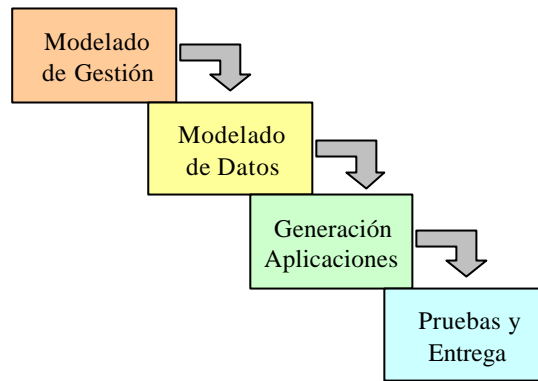 Modelado
de Gestión
Modelado
de Datos
Generación
Aplicaciones
Pruebas y
Entrega